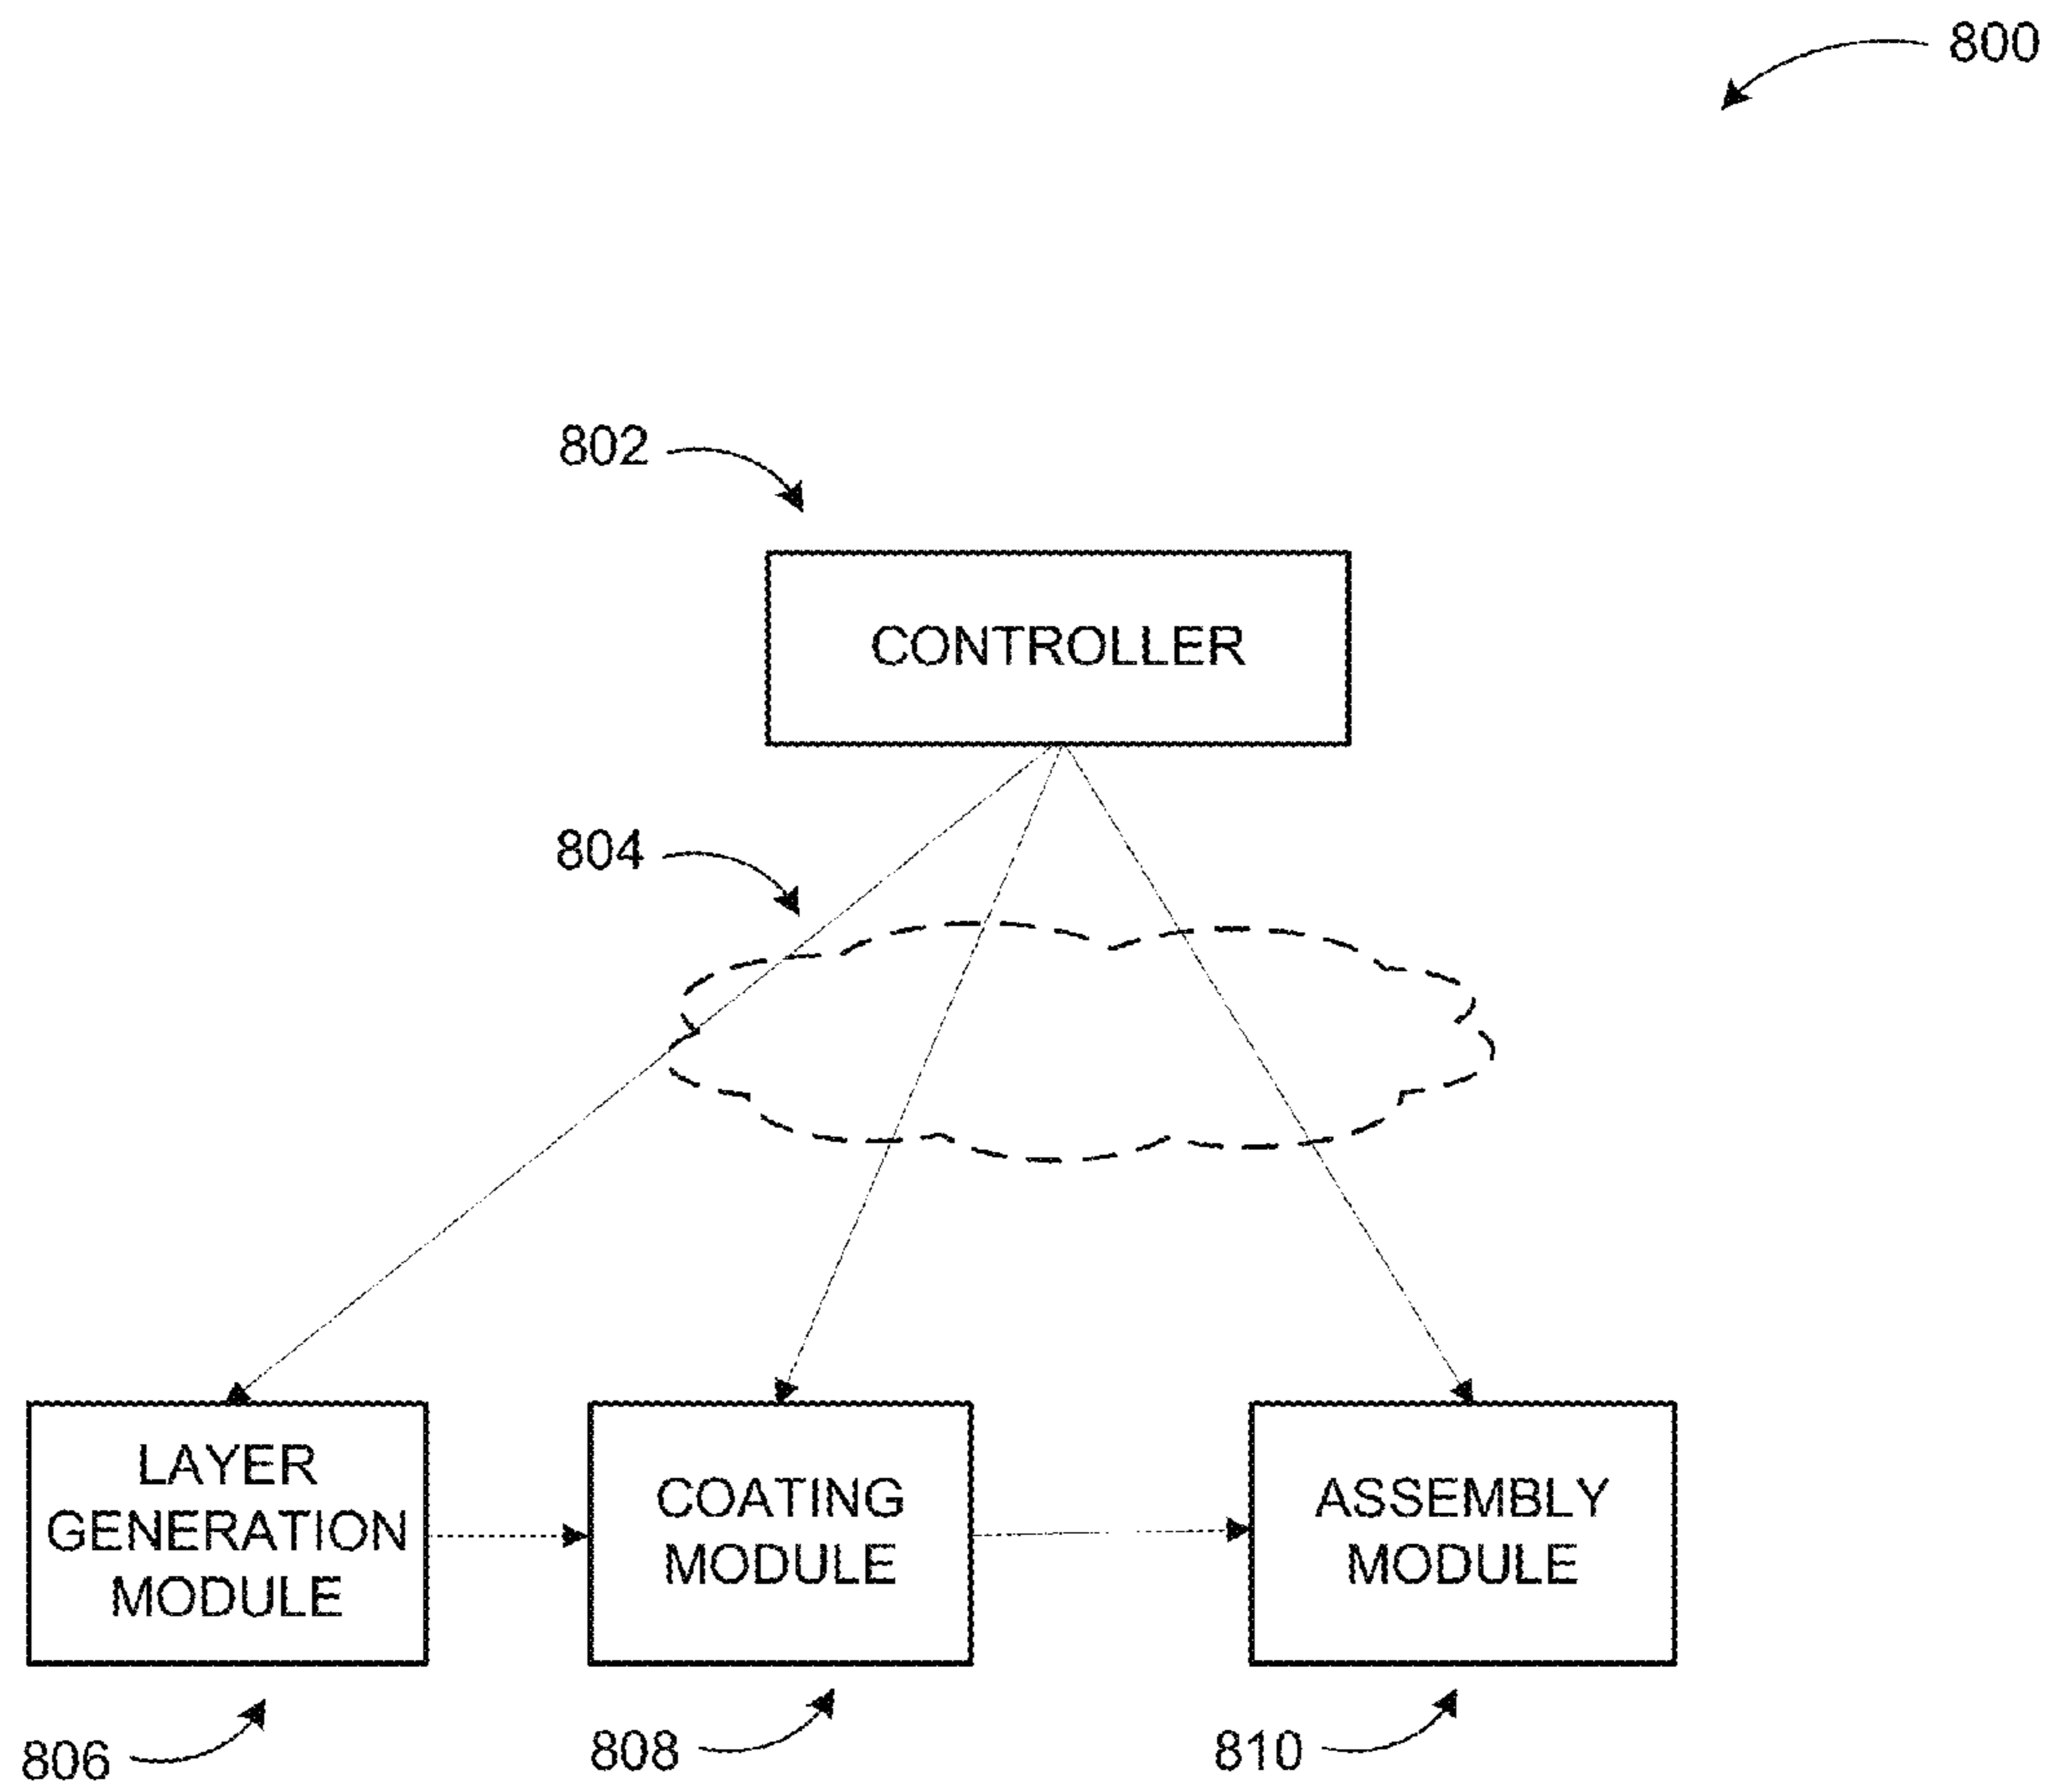 800
802
CONTROLLER
804
LAYER
GENERATION
MODULE
COATING
MODULE
ASSEMBLY
MODULE
806
808
810